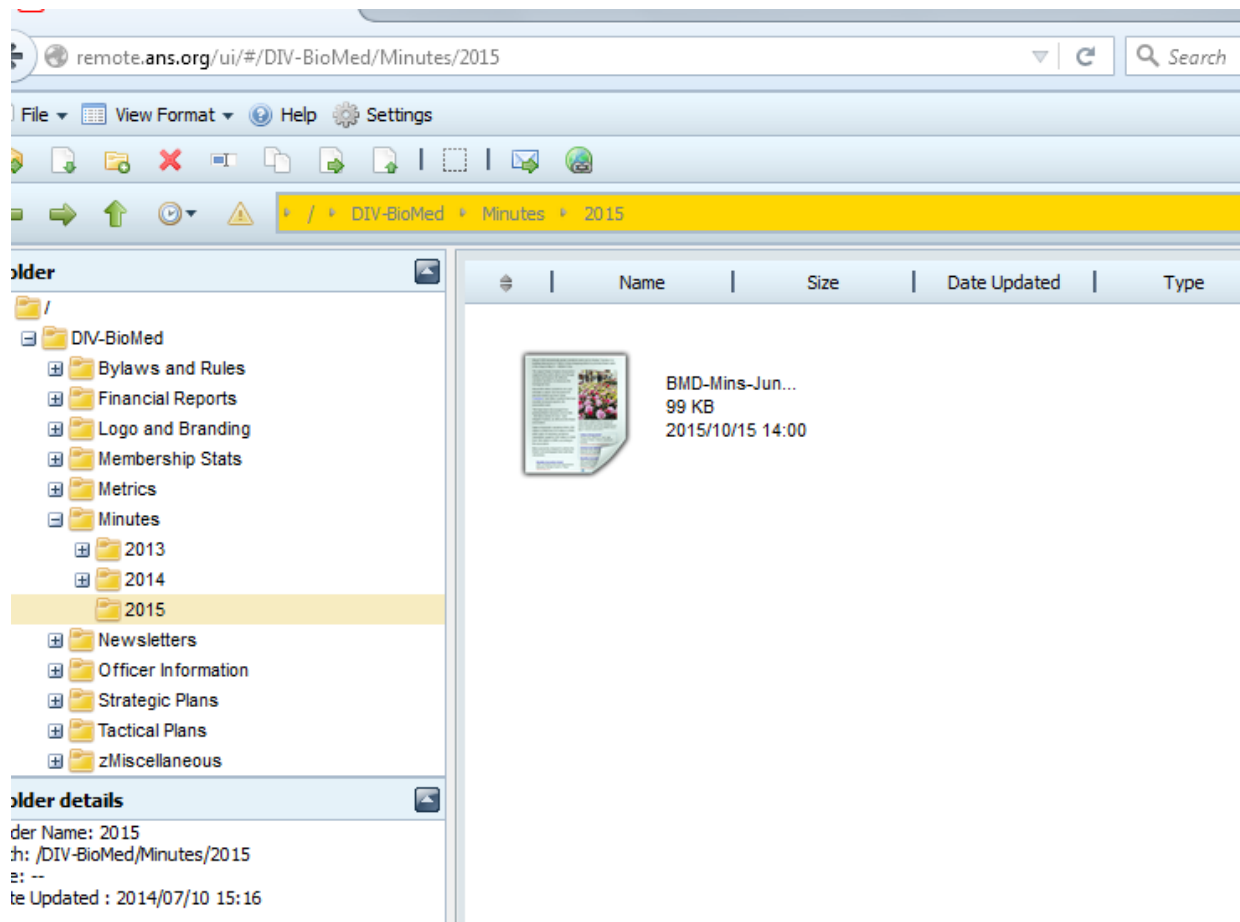 remote.ans.org/ui/#/DIV-BioMed/Minutes/2015
Search
File View Format Help Settings
/ DIV-BioMed Minutes 2015
older
Name Size Date Updated Type
/
DIV-BioMed
Bylaws and Rules
Financial Reports
Logo and Branding
Membership Stats
Metrics
Minutes
2013
2014
2015
Newsletters
Officer Information
Strategic Plans
Tactical Plans
zMiscellaneous
BMD-Mins-Jun...
99 KB
2015/10/15 14:00
older details
der Name: 2015
th: /DIV-BioMed/Minutes/2015
e: --
te Updated : 2014/07/10 15:16